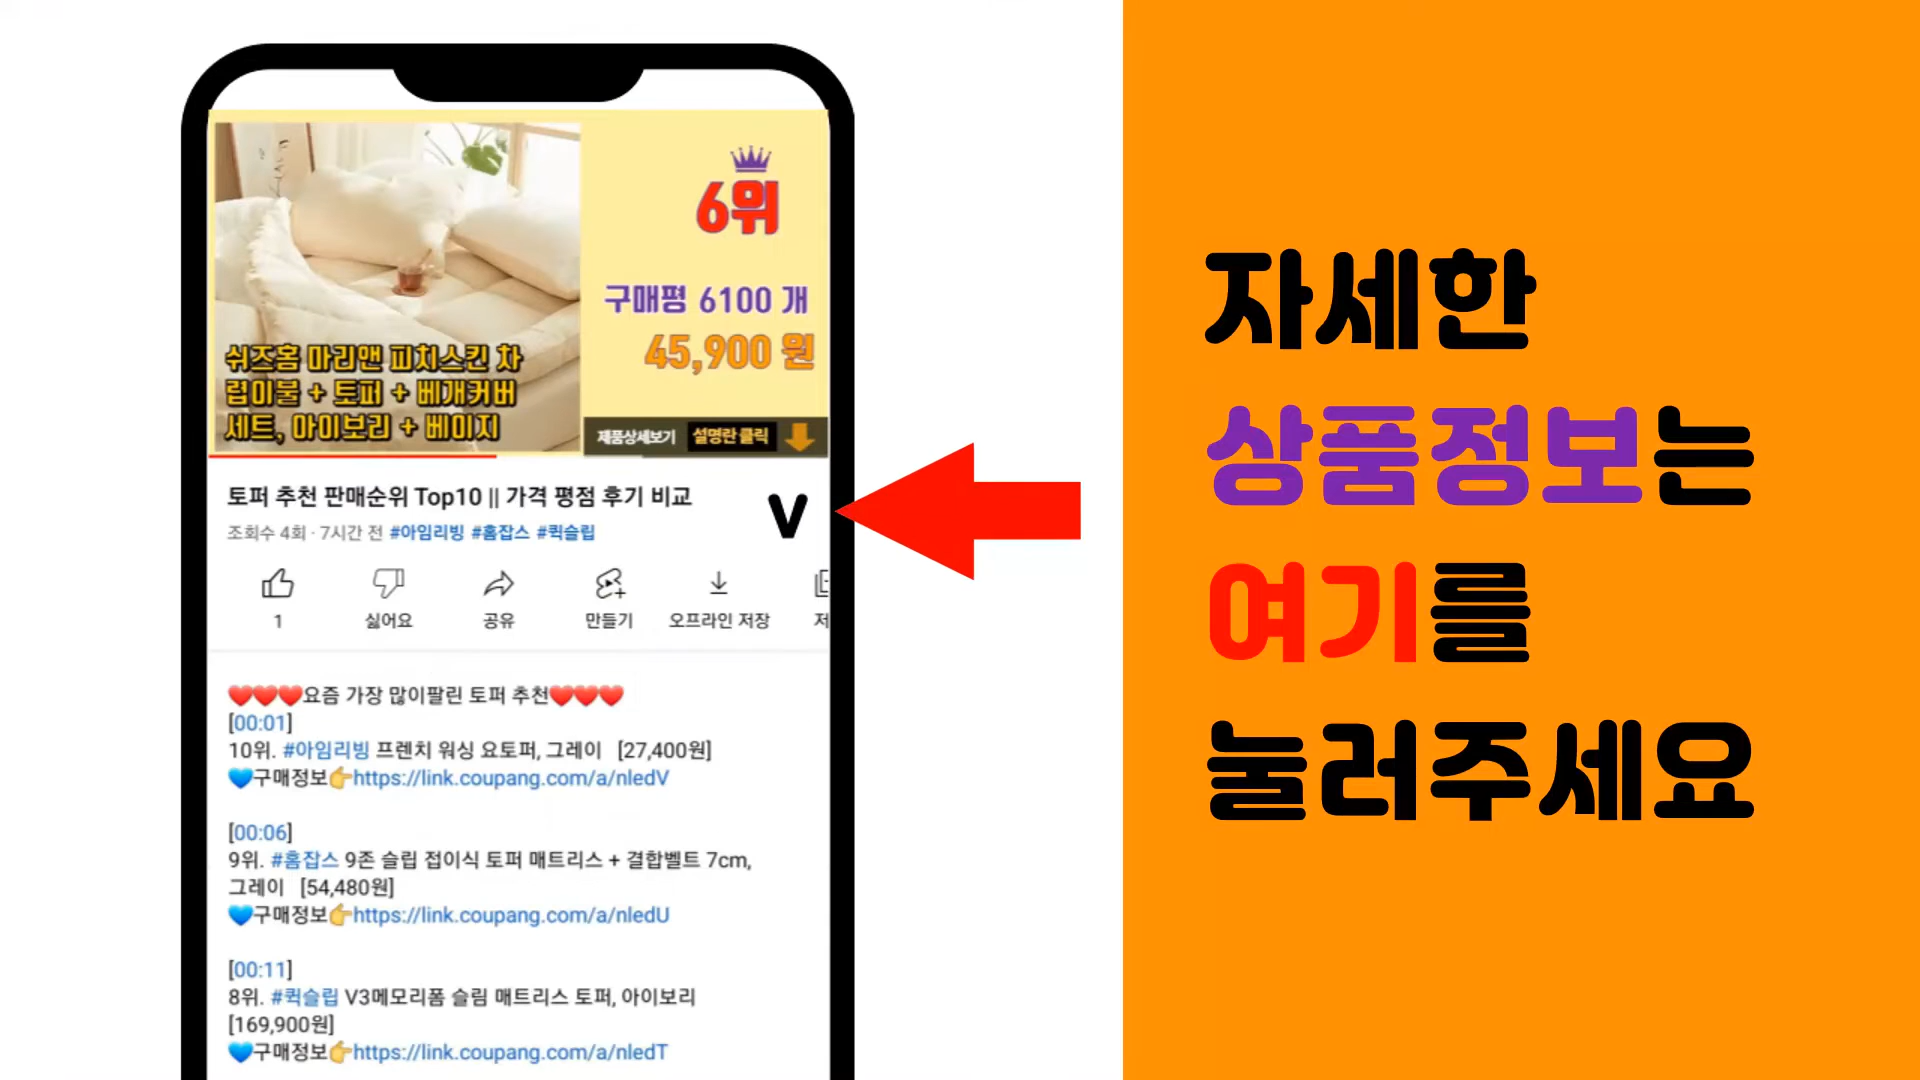 6위
구매평 6100 개
45,900 원
쉬즈홈 마리앤 피치스킨 차
렵이불 + 토퍼 + 베개커버
세트, 아이보리 + 베이지
제품상세보기 설명란 클릭
토퍼 추천 판매순위 Top10 || 가격 평점 후기 비교
V
조회수 4회 · 7시간 전 #아임리빙 #홈잡스 #퀵슬립
1 싫어요 공유 만들기 오프라인 저장 저
❤❤❤요즘 가장 많이팔린 토퍼 추천❤❤❤
[00:01]
10위. #아임리빙 프렌치 워싱 요토퍼, 그레이 [27,400원]
💙구매정보👉https://link.coupang.com/a/nledV
[00:06]
9위. #홈잡스 9존 슬립 접이식 토퍼 매트리스 + 결합벨트 7cm,
그레이 [54,480원]
💙구매정보👉https://link.coupang.com/a/nledU
[00:11]
8위. #퀵슬립 V3메모리폼 슬림 매트리스 토퍼, 아이보리
[169,900원]
💙구매정보👉https://link.coupang.com/a/nledT
자세한
상품정보는
여기를
눌러주세요